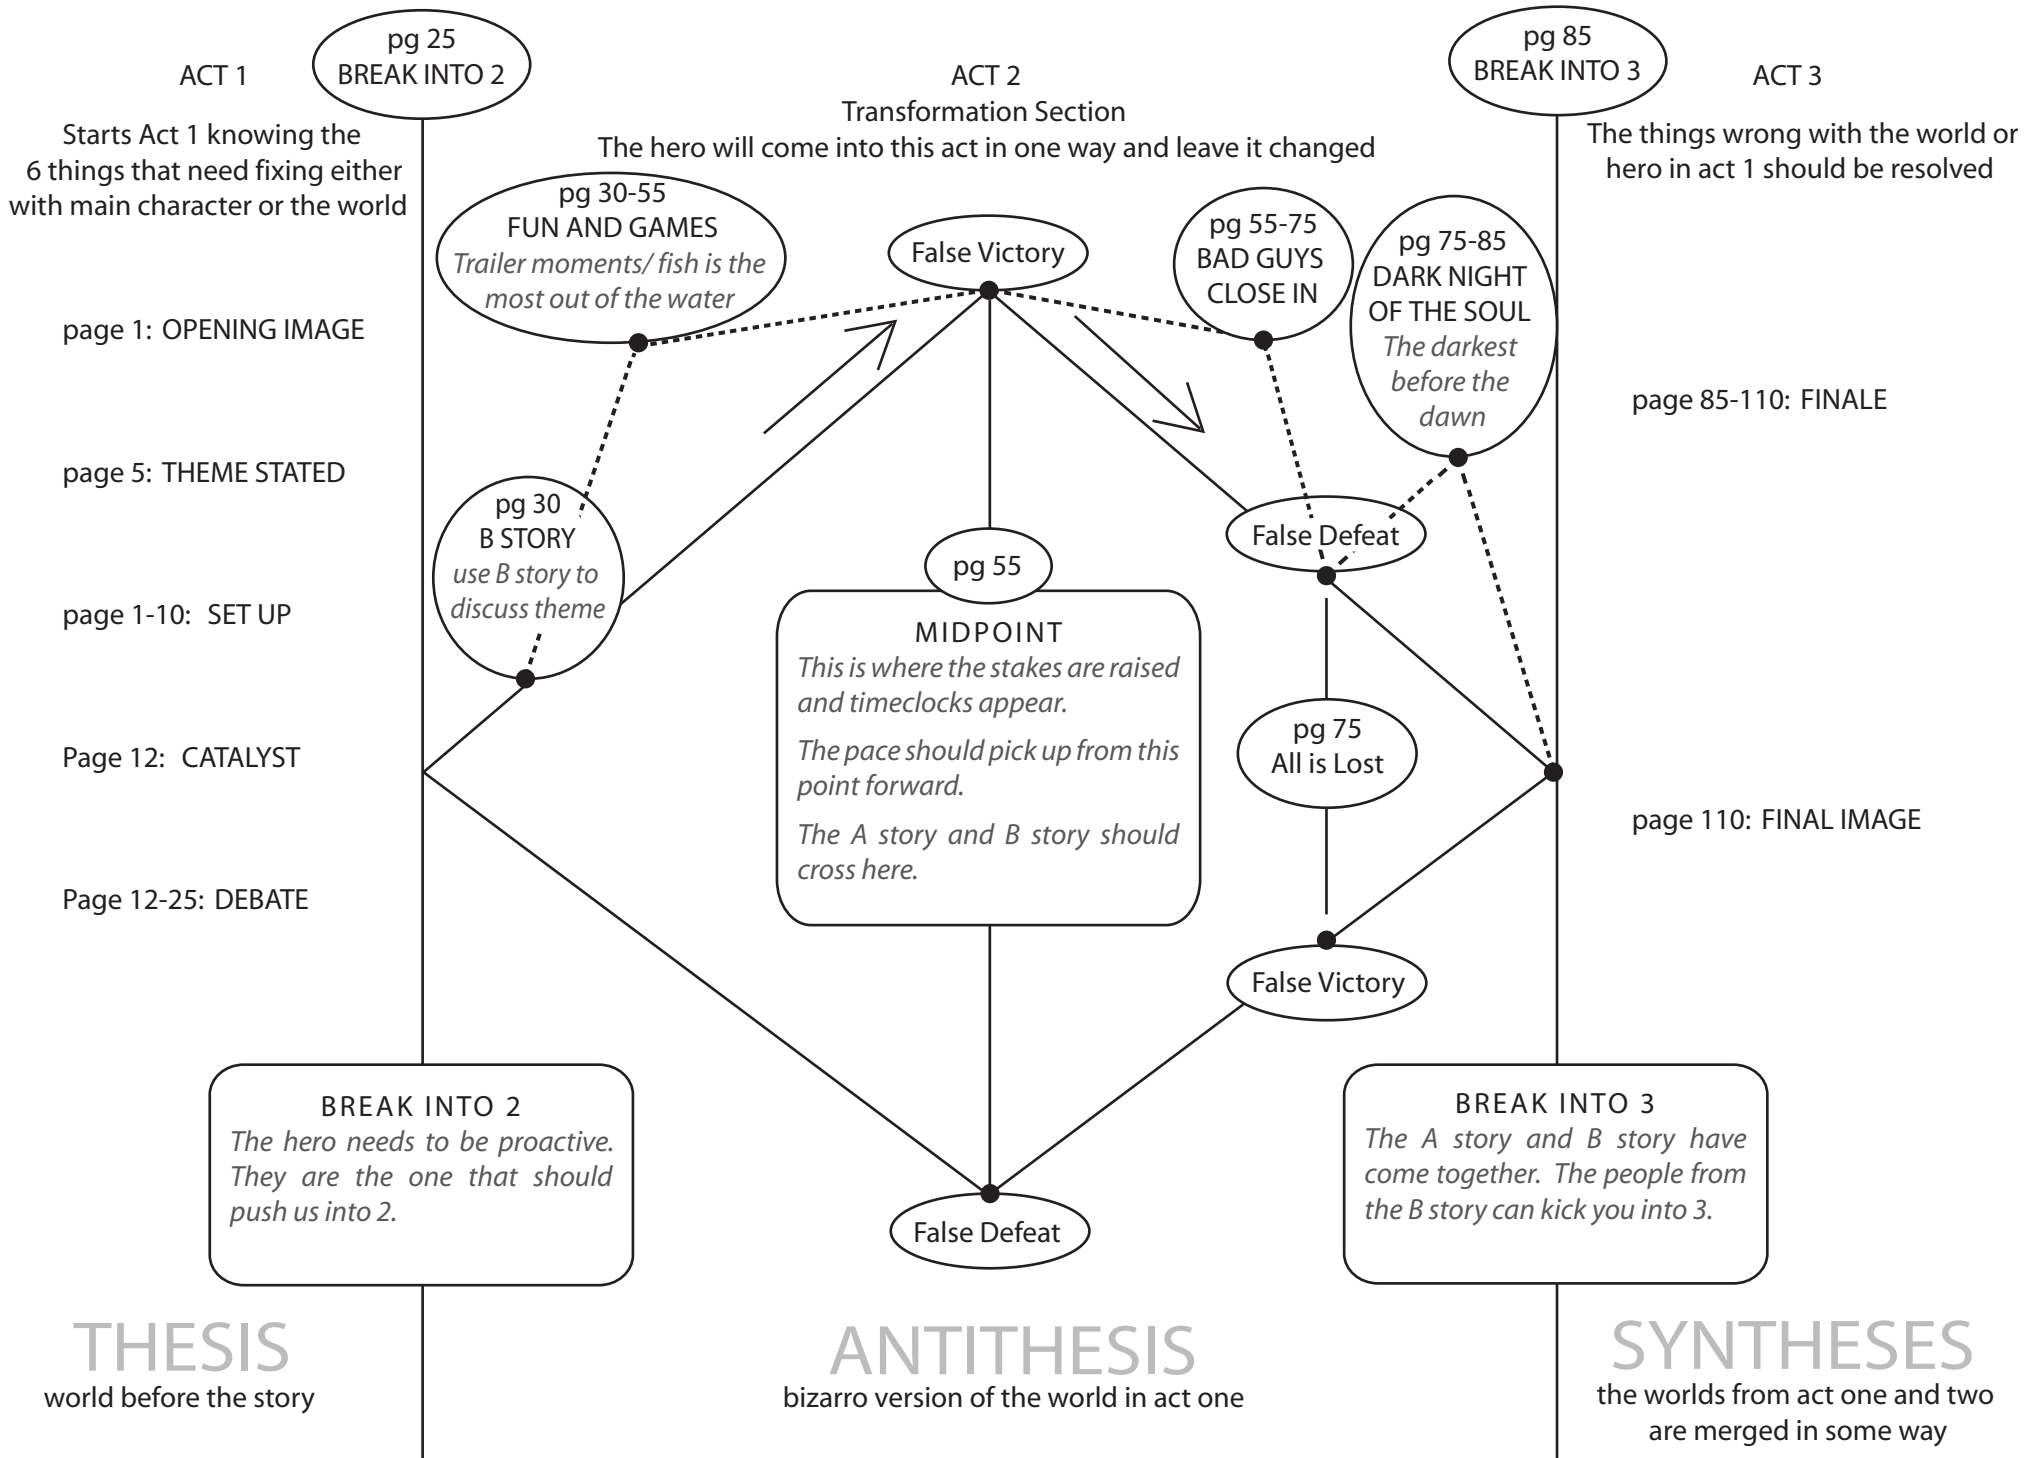 ACT 1
Starts Act 1 knowing the
6 things that need fixing either
with main character or the world
page 1: OPENING IMAGE
page 5: THEME STATED
page 1-10: SET UP
Page 12: CATALYST
Page 12-25: DEBATE
pg 25
BREAK INTO 2
BREAK INTO 2
The hero needs to be proactive.
They are the one that should
push us into 2.
THESIS
world before the story
ACT 2
Transformation Section
The hero will come into this act in one way and leave it changed
pg 30
B STORY
use B story to
discuss theme
pg 30-55
FUN AND GAMES
Trailer moments/ fish is the
most out of the water
False Victory
pg 55
MIDPOINT
This is where the stakes are raised
and timeclocks appear.
The pace should pick up from this
point forward.
The A story and B story should
cross here.
False Defeat
pg 55-75
BAD GUYS
CLOSE IN
False Defeat
pg 75
All is Lost
False Victory
pg 75-85
DARK NIGHT
OF THE SOUL
The darkest
before the
dawn
ANTITHESIS
bizarro version of the world in act one
pg 85
BREAK INTO 3
BREAK INTO 3
The A story and B story have
come together. The people from
the B story can kick you into 3.
ACT 3
The things wrong with the world or
hero in act 1 should be resolved
page 85-110: FINALE
page 110: FINAL IMAGE
SYNTHESES
the worlds from act one and two
are merged in some way